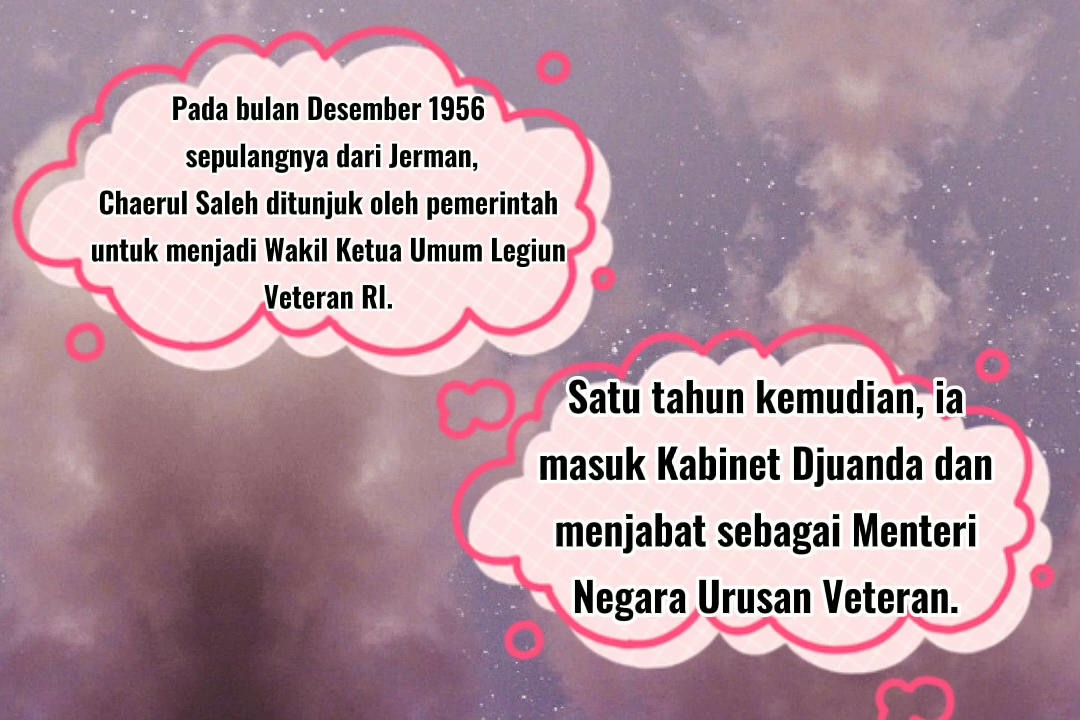 Pada bulan Desember 1956
sepulangnya dari Jerman,
Chaerul Saleh ditunjuk oleh pemerintah
untuk menjadi Wakil Ketua Umum Legiun
Veteran RI.
Satu tahun kemudian, ia
masuk Kabinet Djuanda dan
menjabat sebagai Menteri
Negara Urusan Veteran.